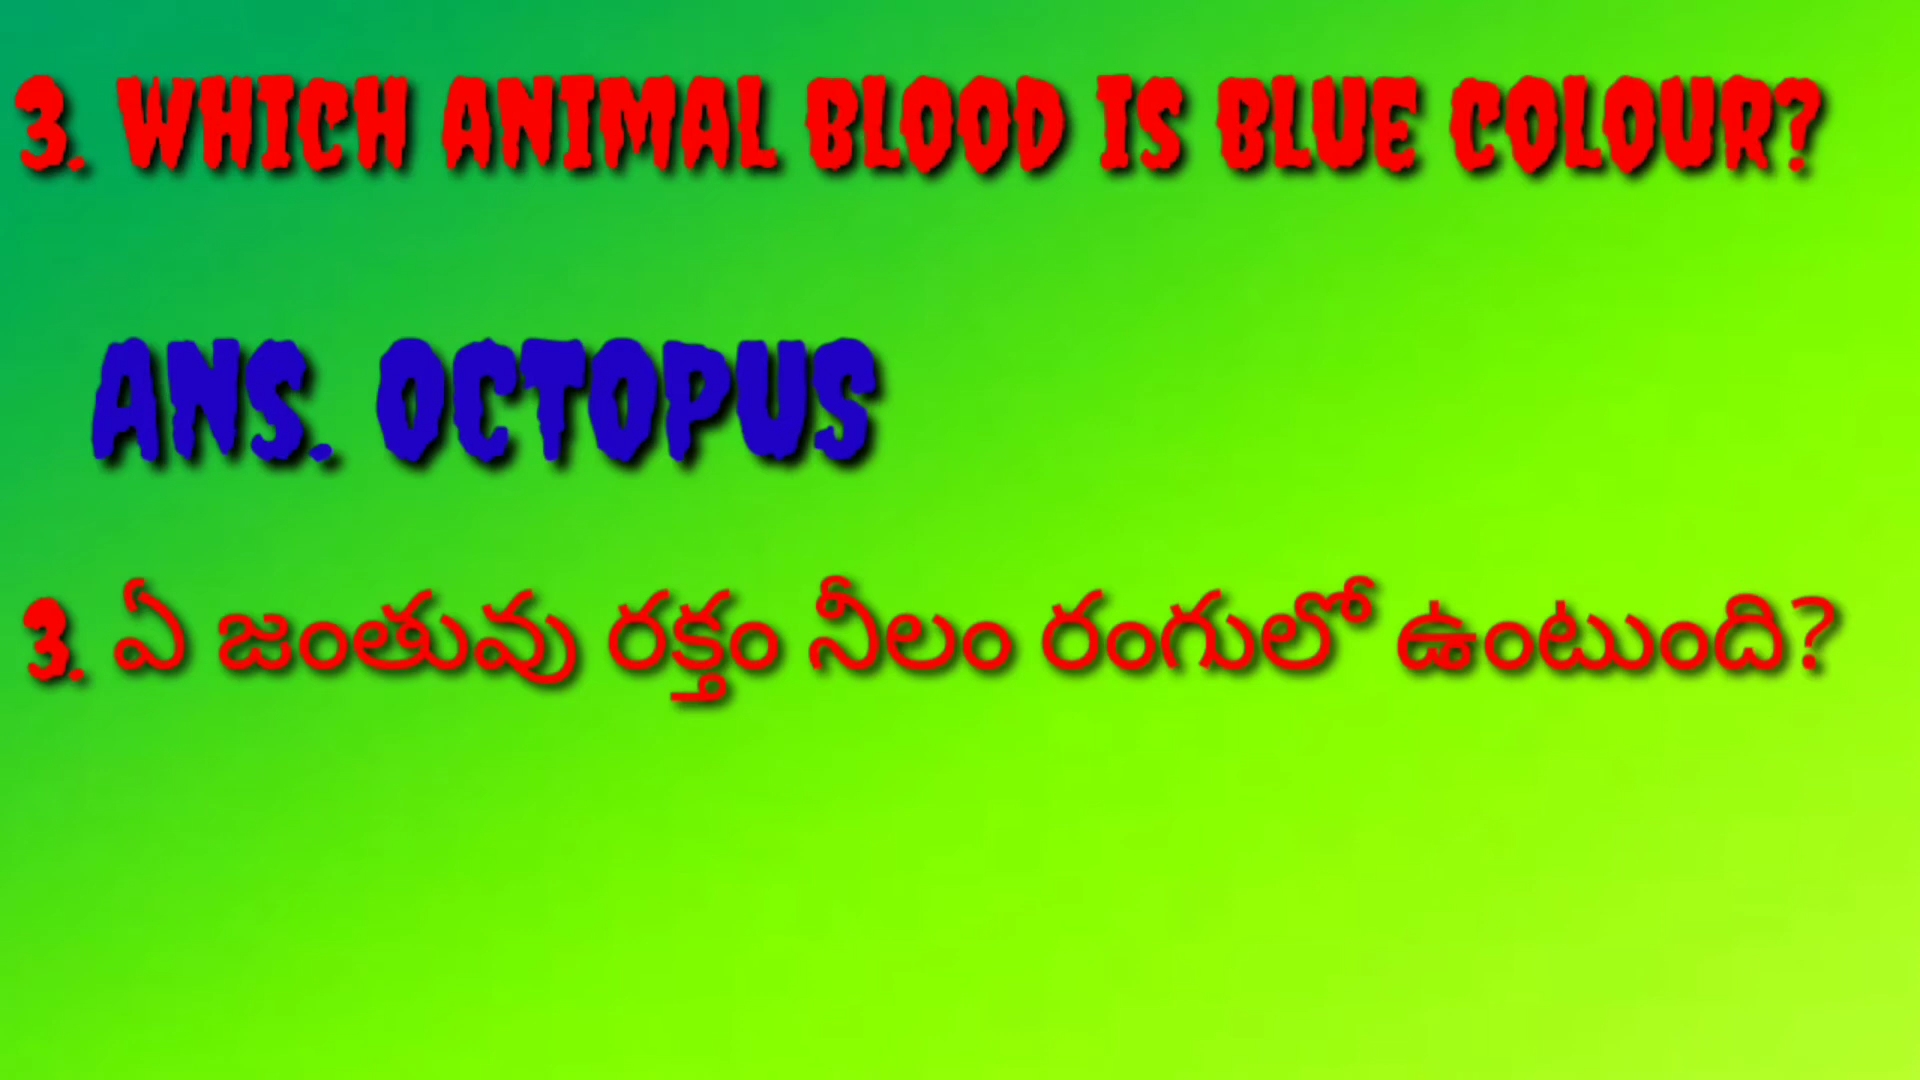 3. WHICH ANIMAL BLOOD IS BLUE COLOUR?
ANS. OCTOPUS
3. ఏ జంతువు రక్తం నీలం రంగులో ఉంటుంది?